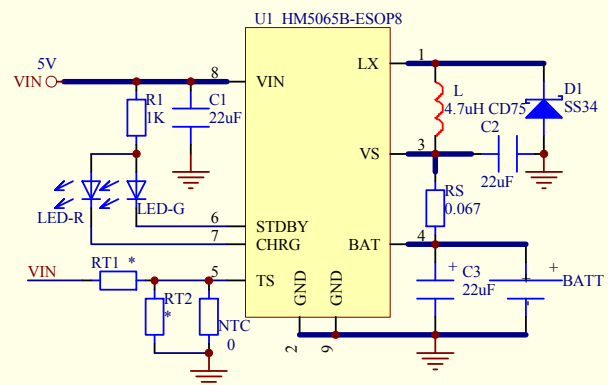 U1 HM5065B-ESOP8
5V
VIN
8
VIN
LX
1
R1
1K
C1
22uF
L
4.7uH CD75
D1
SS34
C2
22uF
VS
3
RS
0.067
LED-R
LED-G
6
STDBY
7
CHRG
BAT
4
VIN
RT1 *
5
TS
RT2
*
NTC
0
GND
GND
2
9
+
C3
22uF
+
+
BATT
-